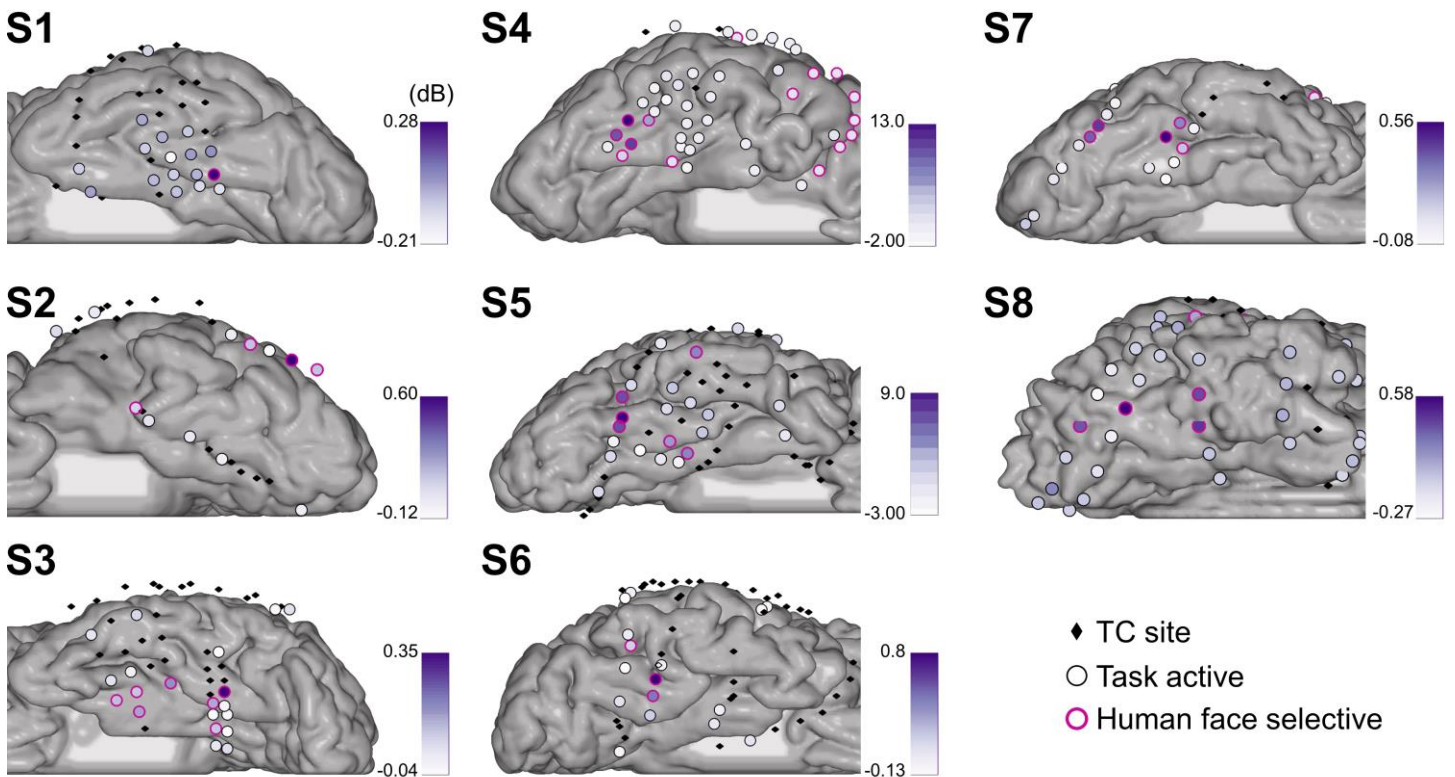 S1
(dB)
0.28
-0.21
S4
13.0
-2.00
S7
0.56
-0.08
S2
0.60
-0.12
S5
9.0
-3.00
S8
0.58
-0.27
S3
0.35
-0.04
S6
0.8
-0.13
TC site
Task active
Human face selective